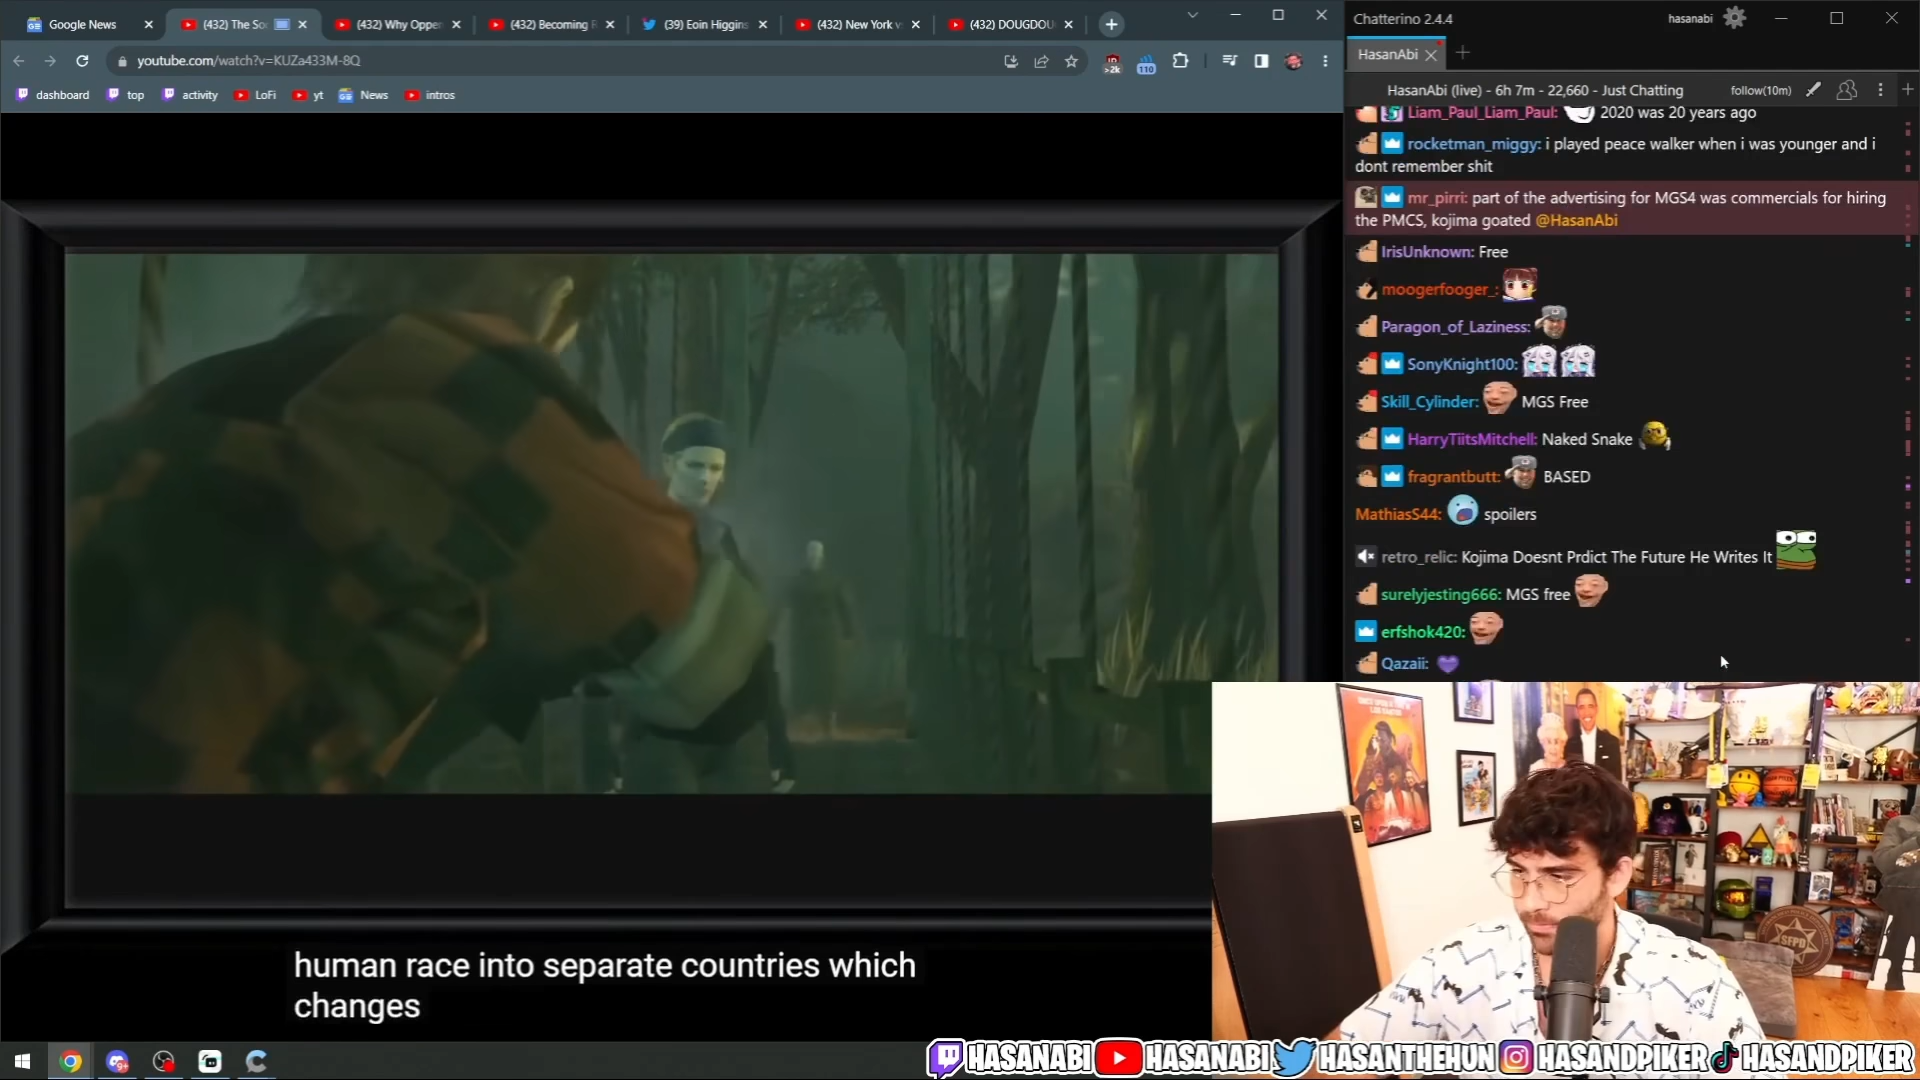 Google News
(432) The So
(432) Why Oppen
(432) Becoming
(39) Eoin Higgins
(432) New York v
(432) DOUGDOU
youtube.com/watch?v=KUZa433M-8Q
>2k
110
dashboard
top
activity
LoFi
yt
News
intros
Chatterino 2.4.4
hasanabi
HasanAbi
HasanAbi (live) - 6h 7m - 22,660 - Just Chatting
follow(10m)
Liam_Paul_Liam_Paul: 2020 was 20 years ago
rocketman_miggy: i played peace walker when i was younger and i
dont remember shit
mr_pirri: part of the advertising for MGS4 was commercials for hiring
the PMCS, kojima goated @HasanAbi
IrisUnknown: Free
moogerfooger_:
Paragon_of_Laziness:
SonyKnight100:
Skill_Cylinder: MGS Free
HarryTiitsMitchell: Naked Snake
fragrantbutt: BASED
MathiasS44: spoilers
retro_relic: Kojima Doesnt Prdict The Future He Writes It
surelyjesting666: MGS free
erfshok420:
Qazaii:
human race into separate countries which
changes
SFPD
HASANABI HASANABI HASANTHEHUN HASANDPIKER HASANDPIKER